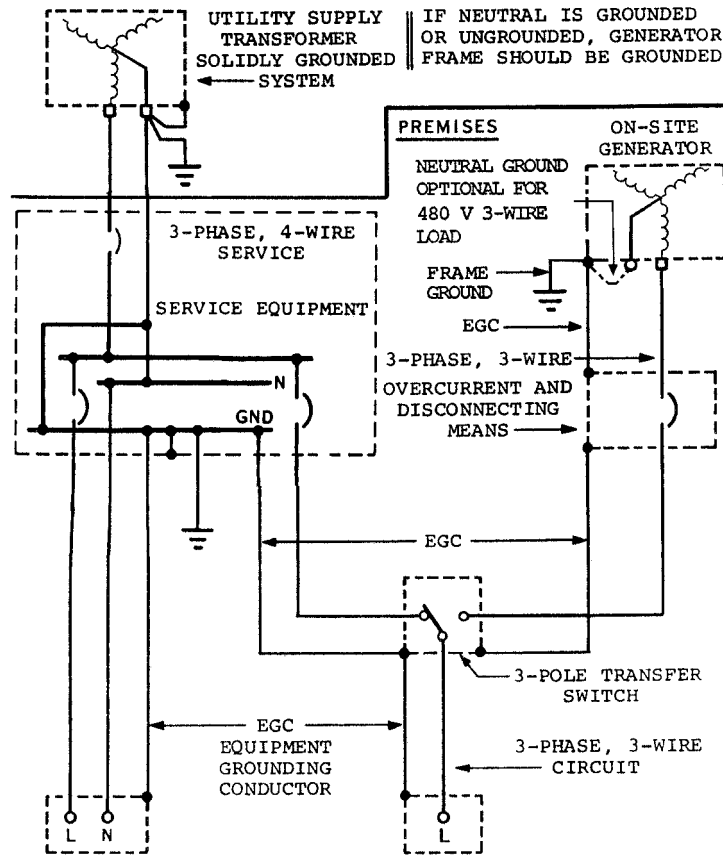 UTILITY SUPPLY
TRANSFORMER
SOLIDLY GROUNDED
SYSTEM
IF NEUTRAL IS GROUNDED
OR UNGROUNDED, GENERATOR
FRAME SHOULD BE GROUNDED
PREMISES
ON-SITE
GENERATOR
NEUTRAL GROUND
OPTIONAL FOR
480 V 3-WIRE
LOAD
3-PHASE, 4-WIRE
SERVICE
FRAME
GROUND
SERVICE EQUIPMENT
EGC
3-PHASE, 3-WIRE
N
OVERCURRENT AND
DISCONNECTING
MEANS
GND
EGC
3-POLE TRANSFER
SWITCH
EGC
EQUIPMENT
GROUNDING
CONDUCTOR
3-PHASE, 3-WIRE
CIRCUIT
L N
L